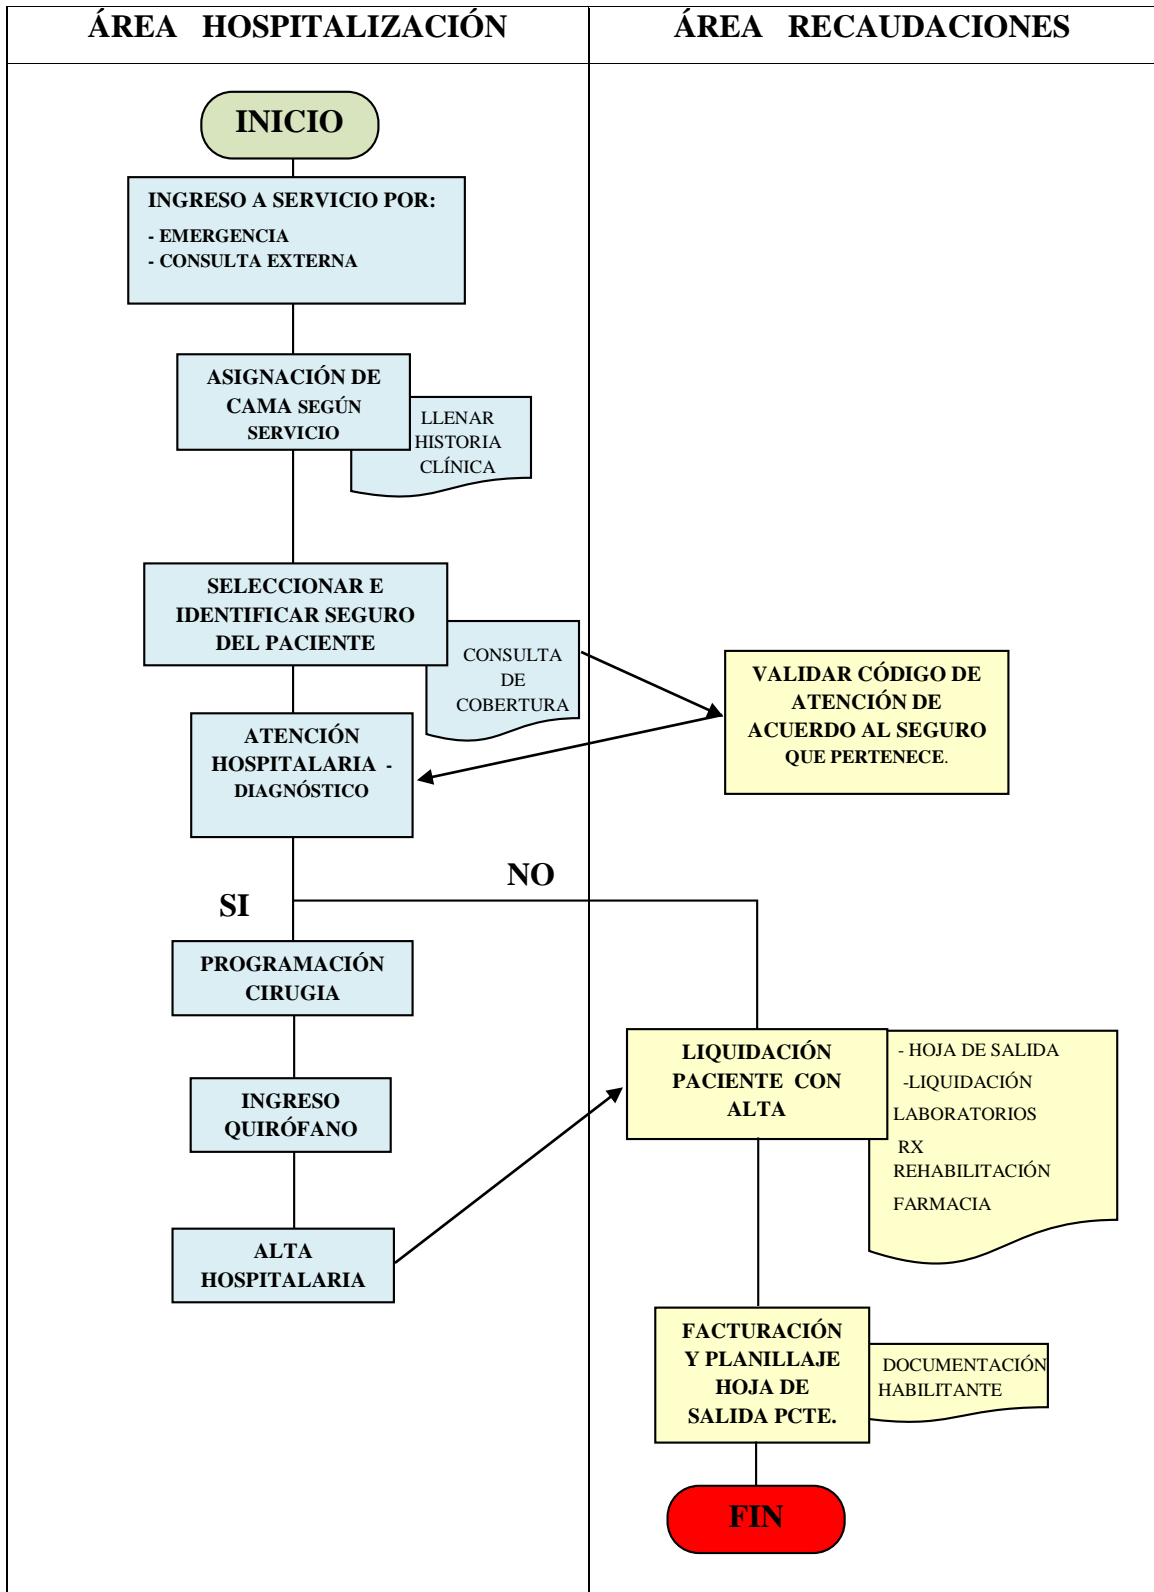 ÁREA HOSPITALIZACIÓN
ÁREA RECAUDACIONES
INICIO
INGRESO A SERVICIO POR:
- EMERGENCIA
- CONSULTA EXTERNA
ASIGNACIÓN DE
CAMA SEGÚN
SERVICIO
LLENAR
HISTORIA
CLÍNICA
SELECCIONAR E
IDENTIFICAR SEGURO
DEL PACIENTE
CONSULTA
DE
COBERTURA
VALIDAR CÓDIGO DE
ATENCIÓN DE
ACUERDO AL SEGURO
QUE PERTENECE.
ATENCIÓN
HOSPITALARIA -
DIAGNÓSTICO
NO
SI
PROGRAMACIÓN
CIRUGIA
INGRESO
QUIRÓFANO
ALTA
HOSPITALARIA
LIQUIDACIÓN
PACIENTE CON
ALTA
- HOJA DE SALIDA
-LIQUIDACIÓN
LABORATORIOS
RX
REHABILITACIÓN
FARMACIA
FACTURACIÓN
Y PLANILLAJE
HOJA DE
SALIDA PCTE.
DOCUMENTACIÓN
HABILITANTE
FIN